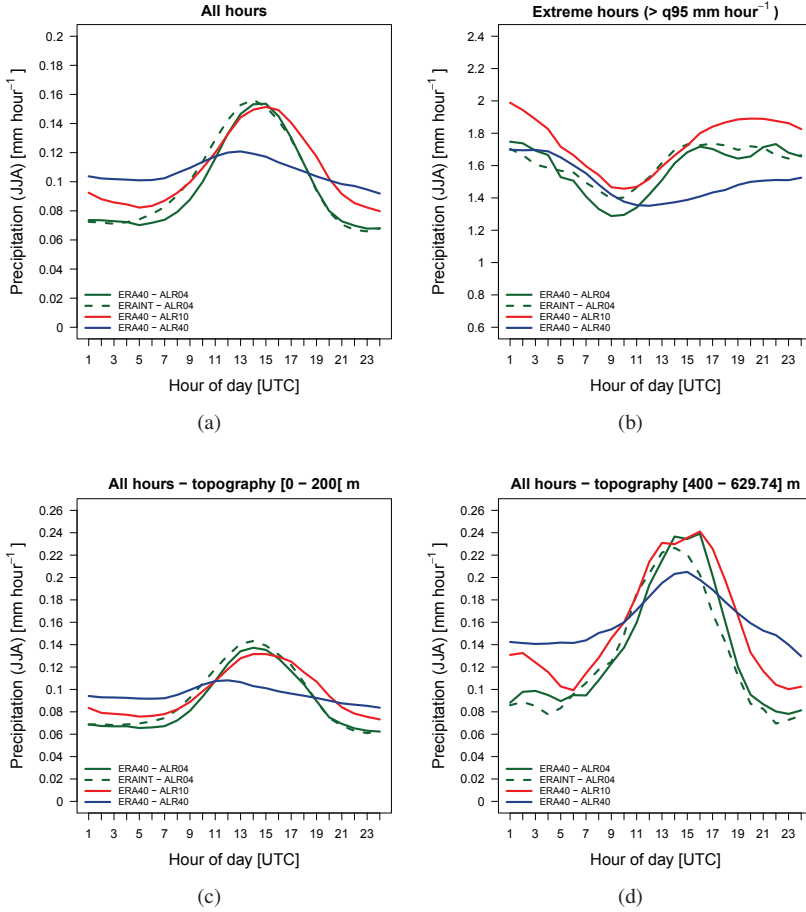 All hours
Precipitation (JJA) [mm hour⁻¹ ]
0.2
0.18
0.16
0.14
0.12
0.1
0.08
0.06
0.04
0.02
0
ERA40 − ALR04
ERAINT − ALR04
ERA40 − ALR10
ERA40 − ALR40
1 3 5 7 9 11 13 15 17 19 21 23
Hour of day [UTC]
(a)
Extreme hours (> q95 mm hour⁻¹ )
Precipitation (JJA) [mm hour⁻¹ ]
2.4
2.2
2
1.8
1.6
1.4
1.2
1
0.8
0.6
ERA40 − ALR04
ERAINT − ALR04
ERA40 − ALR10
ERA40 − ALR40
1 3 5 7 9 11 13 15 17 19 21 23
Hour of day [UTC]
(b)
All hours − topography [0 − 200[ m
Precipitation (JJA) [mm hour⁻¹ ]
0.26
0.24
0.22
0.2
0.18
0.16
0.14
0.12
0.1
0.08
0.06
0.04
0.02
0
ERA40 − ALR04
ERAINT − ALR04
ERA40 − ALR10
ERA40 − ALR40
1 3 5 7 9 11 13 15 17 19 21 23
Hour of day [UTC]
(c)
All hours − topography [400 − 629.74] m
Precipitation (JJA) [mm hour⁻¹ ]
0.26
0.24
0.22
0.2
0.18
0.16
0.14
0.12
0.1
0.08
0.06
0.04
0.02
0
ERA40 − ALR04
ERAINT − ALR04
ERA40 − ALR10
ERA40 − ALR40
1 3 5 7 9 11 13 15 17 19 21 23
Hour of day [UTC]
(d)